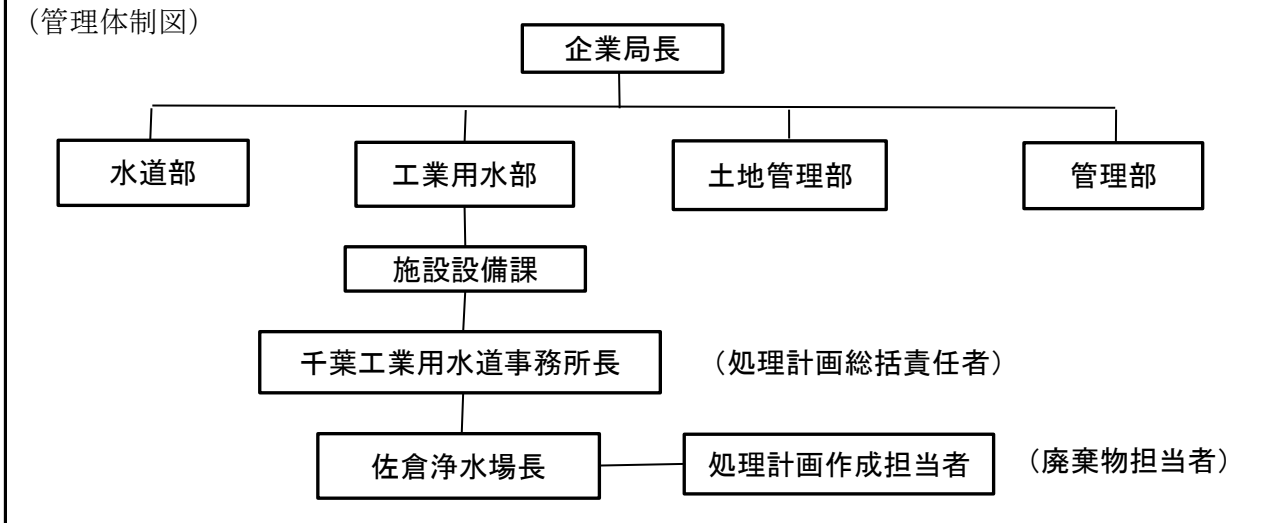 （管理体制図）
企業局長
水道部　工業用水部　土地管理部　管理部
施設設備課
千葉工業用水道事務所長　（処理計画総括責任者）
佐倉浄水場長　処理計画作成担当者　（廃棄物担当者）